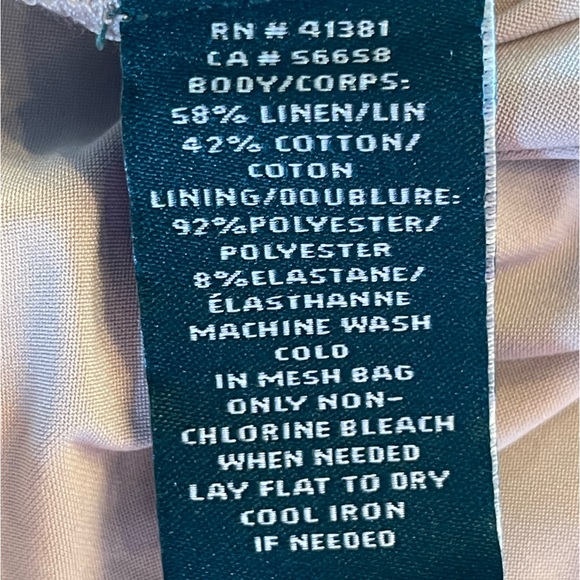 RN # 41381
CA # 56658
BODY/CORPS:
58% LINEN/LIN
42% COTTON/
COTON
LINING/DOUBLURE:
92%POLYESTER/
POLYESTER
8%ELASTANE/
ÉLASTHANNE
MACHINE WASH
COLD
IN MESH BAG
ONLY NON-
CHLORINE BLEACH
WHEN NEEDED
LAY FLAT TO DRY
COOL IRON
IF NEEDED